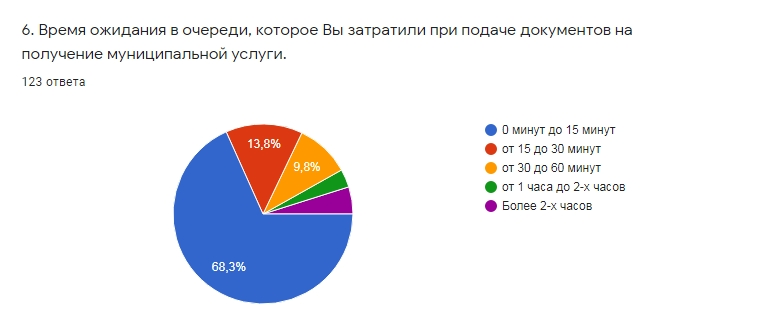 6. Время ожидания в очереди, которое Вы затратили при подаче документов на
получение муниципальной услуги.
123 ответа
13,8%
9,8%
68,3%
0 минут до 15 минут
от 15 до 30 минут
от 30 до 60 минут
от 1 часа до 2-х часов
Более 2-х часов